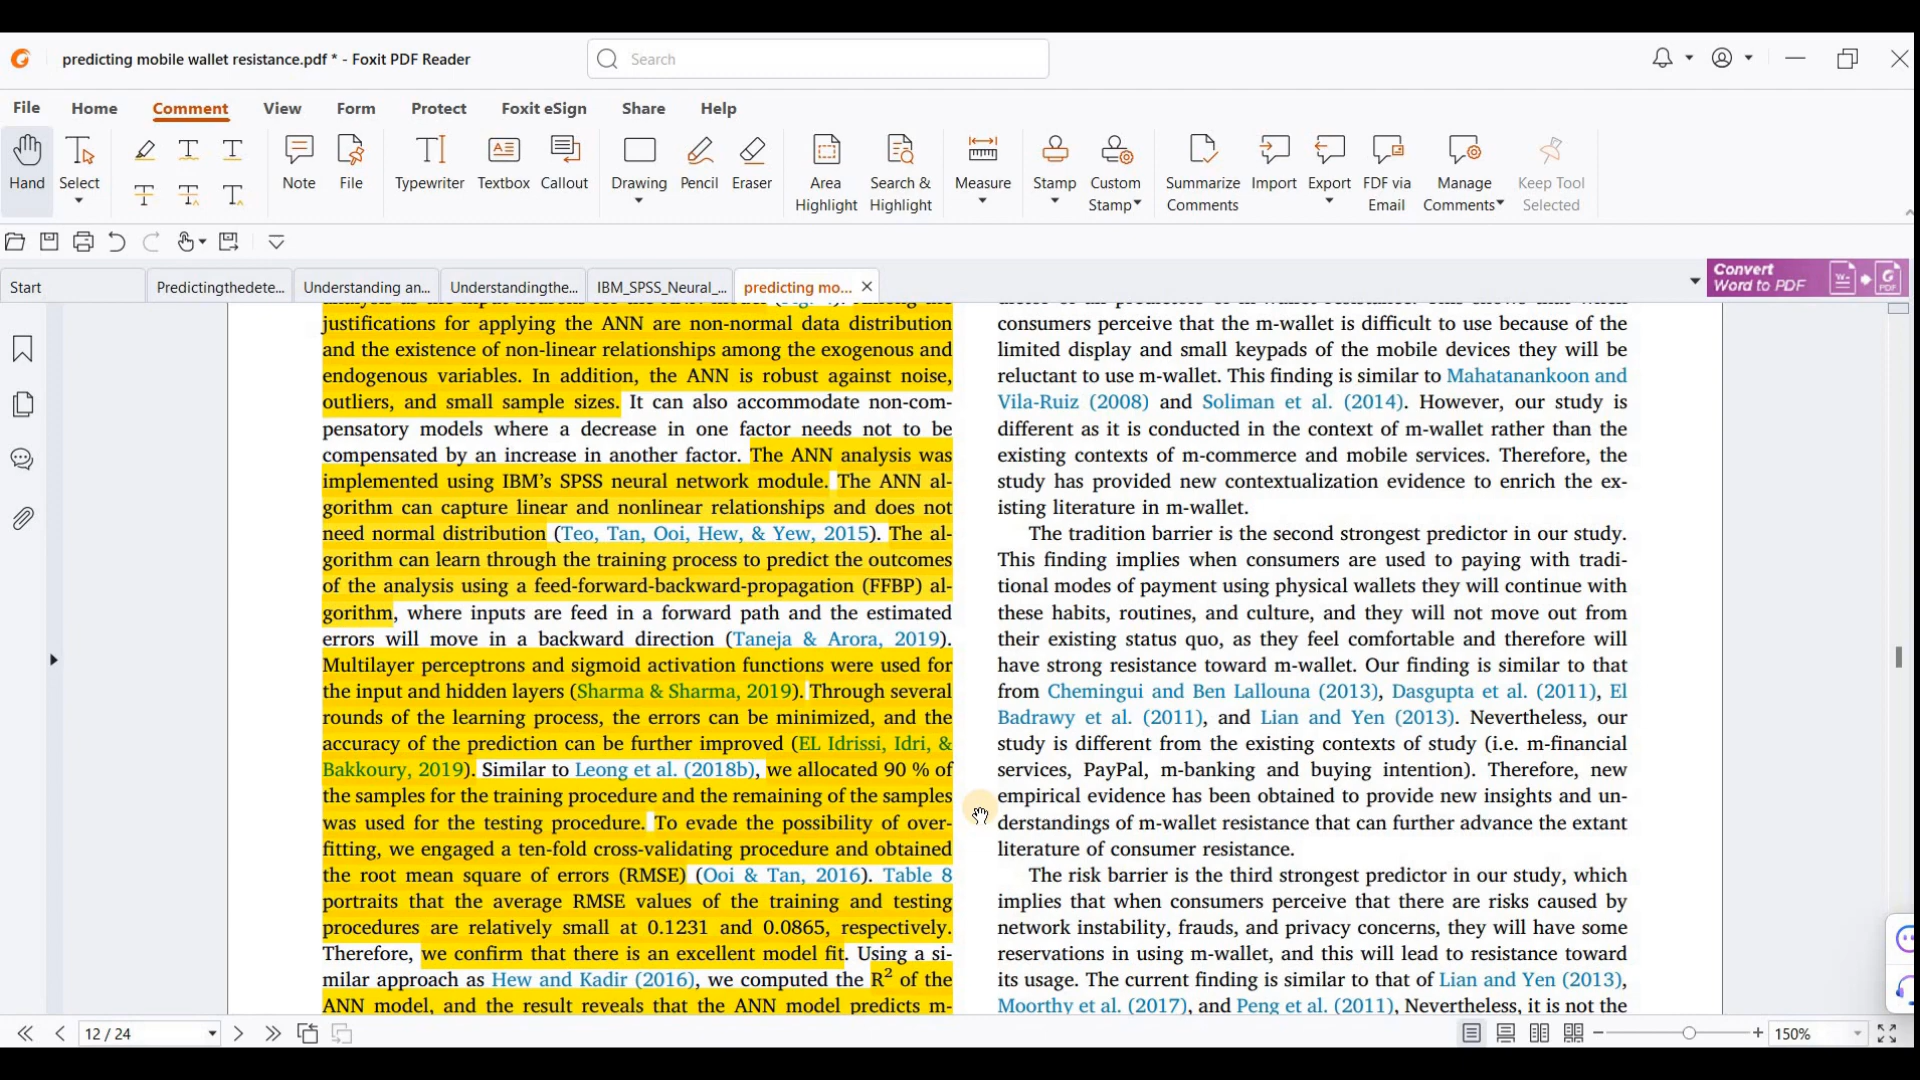 predicting mobile wallet resistance.pdf * - Foxit PDF Reader
Search
File Home Comment View Form Protect Foxit eSign Share Help
Hand
Select
Note
File
Typewriter
Textbox
Callout
Drawing
Pencil
Eraser
Area
Highlight
Search &
Highlight
Measure
Stamp
Custom
Stamp
Summarize
Comments
Import
Export
FDF via
Email
Manage
Comments
Keep Tool
Selected
Start
Predictingthedete...
Understanding an...
Understandingthe...
IBM_SPSS_Neural_...
predicting mo...
Convert
Word to PDF
justifications for applying the ANN are non-normal data distribution
and the existence of non-linear relationships among the exogenous and
endogenous variables. In addition, the ANN is robust against noise,
outliers, and small sample sizes. It can also accommodate non-com-
pensatory models where a decrease in one factor needs not to be
compensated by an increase in another factor. The ANN analysis was
implemented using IBM’s SPSS neural network module. The ANN al-
gorithm can capture linear and nonlinear relationships and does not
need normal distribution (Teo, Tan, Ooi, Hew, & Yew, 2015). The al-
gorithm can learn through the training process to predict the outcomes
of the analysis using a feed-forward-backward-propagation (FFBP) al-
gorithm, where inputs are feed in a forward path and the estimated
errors will move in a backward direction (Taneja & Arora, 2019).
Multilayer perceptrons and sigmoid activation functions were used for
the input and hidden layers (Sharma & Sharma, 2019). Through several
rounds of the learning process, the errors can be minimized, and the
accuracy of the prediction can be further improved (EL Idrissi, Idri, &
Bakkoury, 2019). Similar to Leong et al. (2018b), we allocated 90 % of
the samples for the training procedure and the remaining of the samples
was used for the testing procedure. To evade the possibility of over-
fitting, we engaged a ten-fold cross-validating procedure and obtained
the root mean square of errors (RMSE) (Ooi & Tan, 2016). Table 8
portraits that the average RMSE values of the training and testing
procedures are relatively small at 0.1231 and 0.0865, respectively.
Therefore, we confirm that there is an excellent model fit. Using a si-
milar approach as Hew and Kadir (2016), we computed the R² of the
ANN model, and the result reveals that the ANN model predicts m-
consumers perceive that the m-wallet is difficult to use because of the
limited display and small keypads of the mobile devices they will be
reluctant to use m-wallet. This finding is similar to Mahatanankoon and
Vila-Ruiz (2008) and Soliman et al. (2014). However, our study is
different as it is conducted in the context of m-wallet rather than the
existing contexts of m-commerce and mobile services. Therefore, the
study has provided new contextualization evidence to enrich the ex-
isting literature in m-wallet.
The tradition barrier is the second strongest predictor in our study.
This finding implies when consumers are used to paying with tradi-
tional modes of payment using physical wallets they will continue with
these habits, routines, and culture, and they will not move out from
their existing status quo, as they feel comfortable and therefore will
have strong resistance toward m-wallet. Our finding is similar to that
from Chemingui and Ben Lallouna (2013), Dasgupta et al. (2011), El
Badrawy et al. (2011), and Lian and Yen (2013). Nevertheless, our
study is different from the existing contexts of study (i.e. m-financial
services, PayPal, m-banking and buying intention). Therefore, new
empirical evidence has been obtained to provide new insights and un-
derstandings of m-wallet resistance that can further advance the extant
literature of consumer resistance.
The risk barrier is the third strongest predictor in our study, which
implies that when consumers perceive that there are risks caused by
network instability, frauds, and privacy concerns, they will have some
reservations in using m-wallet, and this will lead to resistance toward
its usage. The current finding is similar to that of Lian and Yen (2013),
Moorthy et al. (2017), and Peng et al. (2011), Nevertheless, it is not the
12 / 24
150%